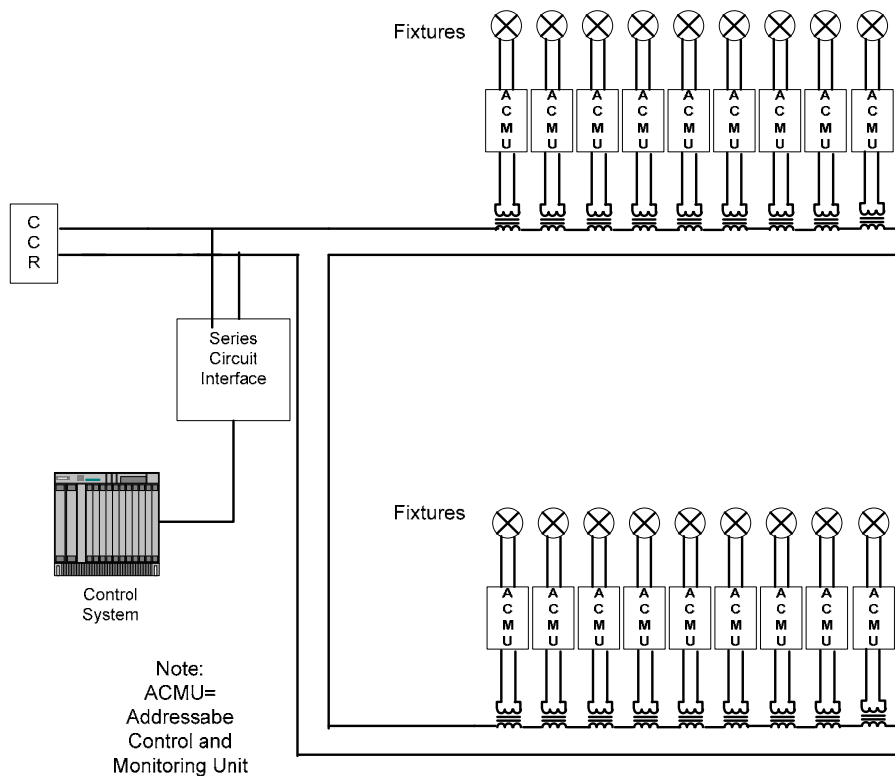 Fixtures
A C M U A C M U A C M U A C M U A C M U A C M U A C M U A C M U A C M U
C
C
R
Series
Circuit
Interface
Control
System
Fixtures
A C M U A C M U A C M U A C M U A C M U A C M U A C M U A C M U A C M U
Note:
ACMU=
Addressabe
Control and
Monitoring Unit